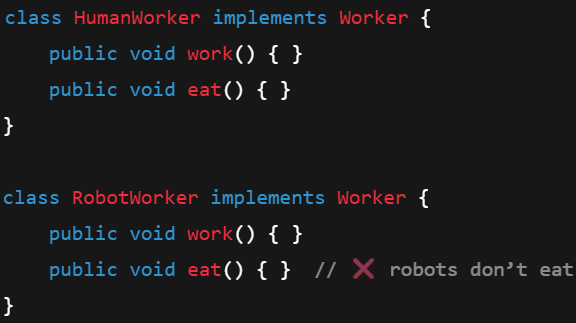 class HumanWorker implements Worker {
    public void work() { }
    public void eat() { }
}
class RobotWorker implements Worker {
    public void work() { }
    public void eat() { }  // ❌ robots don’t eat
}